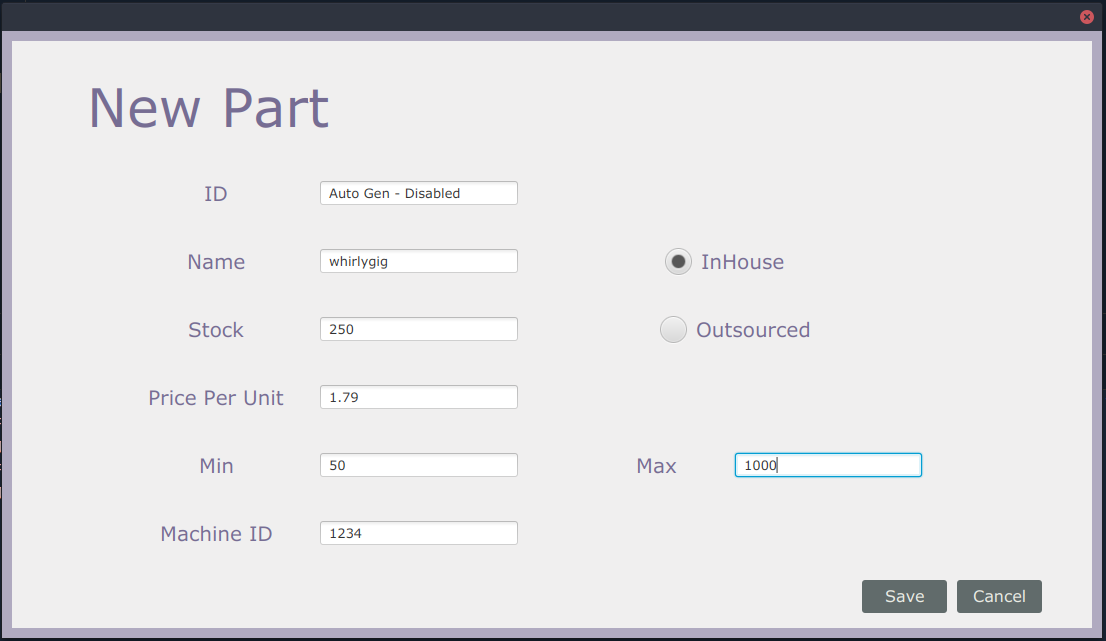 New Part
ID Auto Gen - Disabled
Name whirlygig InHouse
Stock 250 Outsourced
Price Per Unit 1.79
Min 50 Max 1000
Machine ID 1234
Save Cancel